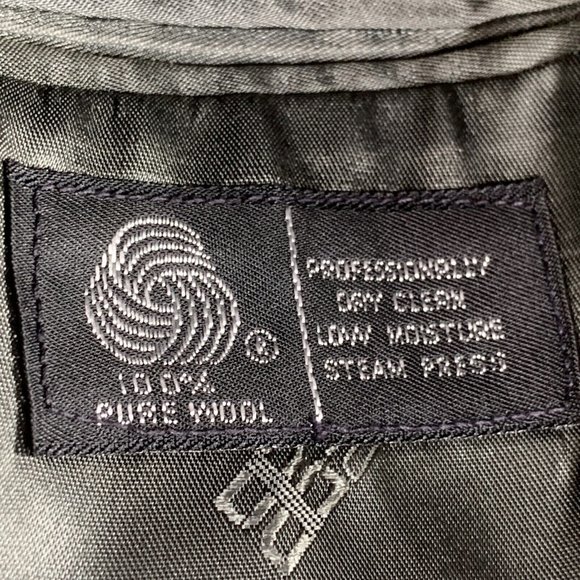 ®
100%
PURE WOOL
PROFESSIONALLY
DRY CLEAN
LOW MOISTURE
STEAM PRESS